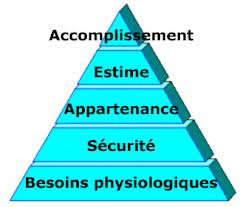 Accomplissement
Estime
Appartenance
Sécurité
Besoins physiologiques